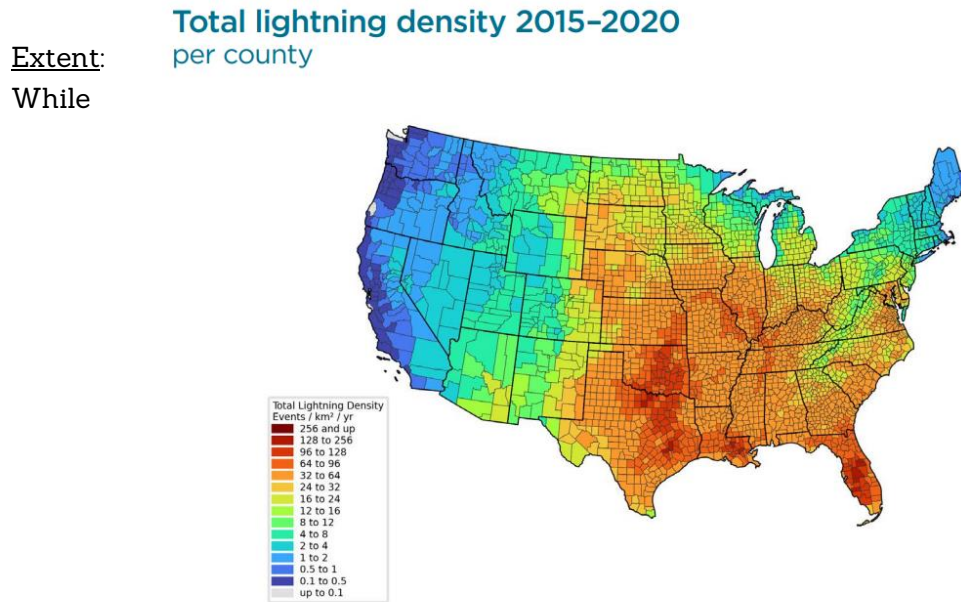 Total lightning density 2015–2020
per county
Extent:
While
Total Lightning Density
Events / km² / yr
256 and up
128 to 256
96 to 128
64 to 96
32 to 64
24 to 32
16 to 24
12 to 16
8 to 12
4 to 8
2 to 4
1 to 2
0.5 to 1
0.1 to 0.5
up to 0.1